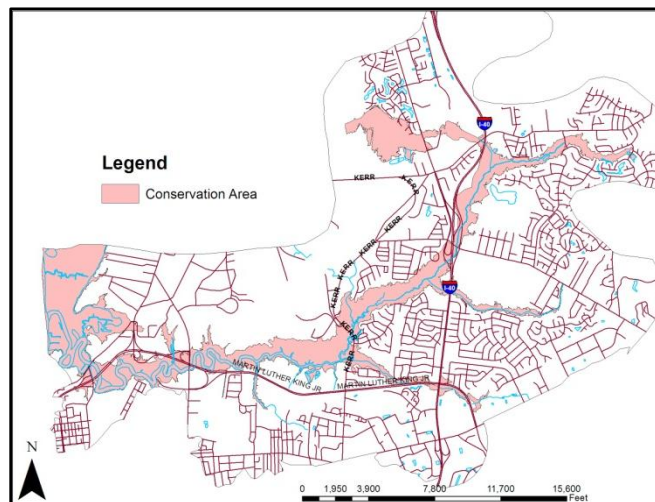 I-40
Legend
Conservation Area
KERR
KERR
KERR
KERR
KERR
KERR
I-40
KERR
KERR
MARTIN LUTHER KING JR
MARTIN LUTHER KING JR
N
0 1,950 3,900 7,800 11,700 15,600
Feet